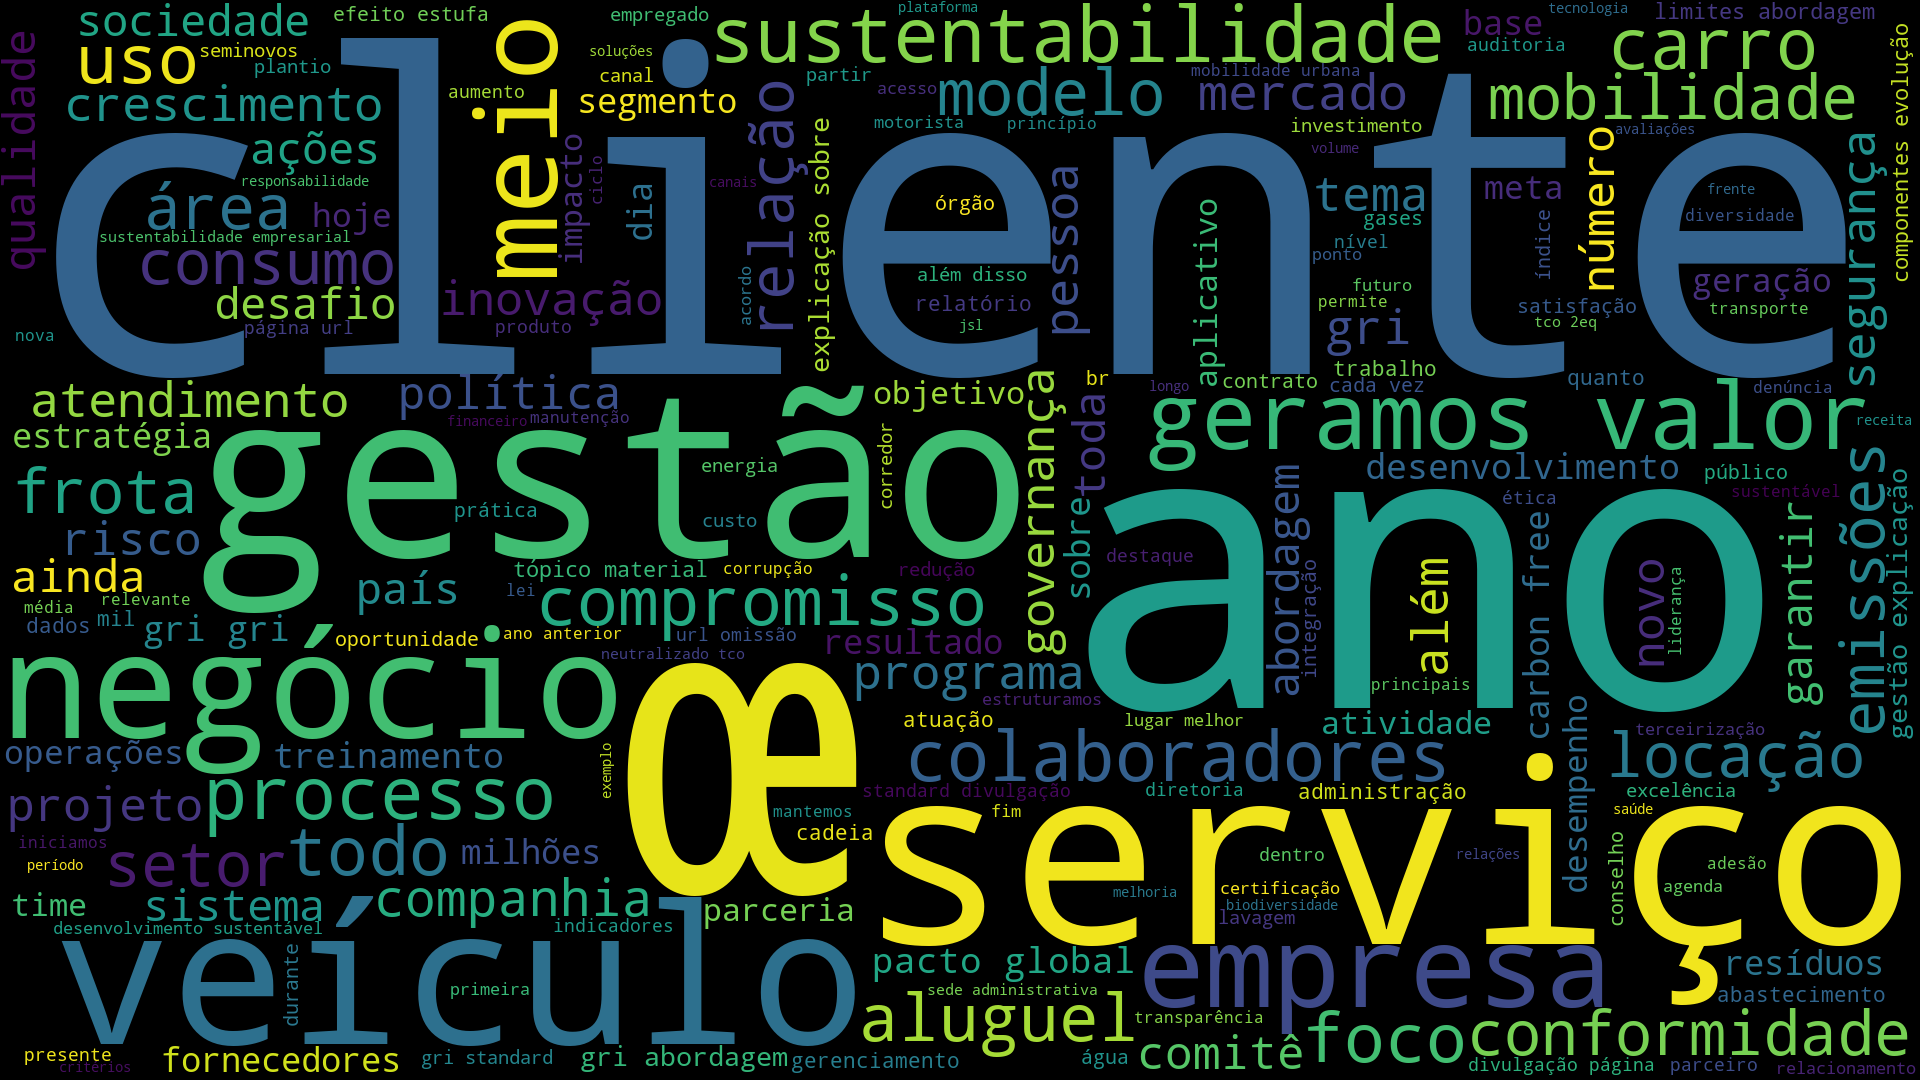 cliente
gestão
ano
œ
serviço
negócio
veículo
sustentabilidade
geramos valor
empresa
meio
uso
sociedade
efeito estufa
empregado
plataforma
tecnologia
limites abordagem
base
auditoria
carro
seminovos
plantio
soluções
canal
partir
mobilidade urbana
acesso
modelo
mercado
mobilidade
crescimento
aumento
segmento
motorista
princípio
investimento
avaliações
qualidade
ações
responsabilidade
impacto
ciclo
canais
relação
explicação sobre
volume
número
segurança
componentes evolução
área
hoje
dia
órgão
pessoa
aplicativo
tema
gases
meta
frente
diversidade
sustentabilidade empresarial
consumo
nível
ponto
índice
além disso
geração
futuro
permite
desafio
inovação
acordo
relatório
satisfação
transporte
página url
produto
jsl
gri
tco 2eq
nova
trabalho
atendimento
política
objetivo
br
longo
contrato
cada vez
quanto
denúncia
financeiro
manutenção
receita
estratégia
governança
toda
energia
corredor
desenvolvimento
público
frota
prática
custo
sobre
abordagem
ética
sustentável
emissões
gestão explicação
risco
destaque
carbon free
garantir
ainda
tópico material
corrupção
redução
integração
além
novo
liderança
país
lei
compromisso
média
relevante
dados
mil
gri gri
oportunidade
ano anterior
url omissão
resultado
neutralizado tco
programa
principais
estruturamos
atuação
lugar melhor
atividade
terceirização
operações
treinamento
exemplo
colaboradores
desempenho
locação
projeto
processo
standard divulgação
diretoria
administração
excelência
mantemos
fim
saúde
iniciamos
cadeia
período
setor
todo
milhões
dentro
relações
conselho
adesão
agenda
melhoria
certificação
biodiversidade
lavagem
time
sistema
companhia
parceria
desenvolvimento sustentável
indicadores
durante
pacto global
resíduos
primeira
sede administrativa
abastecimento
aluguel
transparência
foco
conformidade
presente
critérios
fornecedores
gri standard
gri abordagem
gerenciamento
água
comitê
divulgação página
parceiro
relacionamento